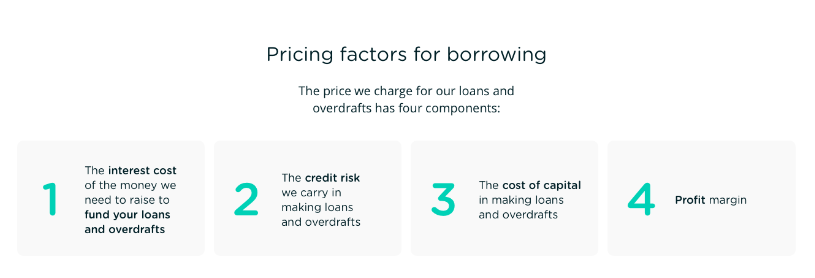 Pricing factors for borrowing
The price we charge for our loans and
overdrafts has four components:
1
The interest cost
of the money we
need to raise to
fund your loans
and overdrafts
2
The credit risk
we carry in
making loans
and overdrafts
3
The cost of capital
in making loans
and overdrafts
4
Profit margin